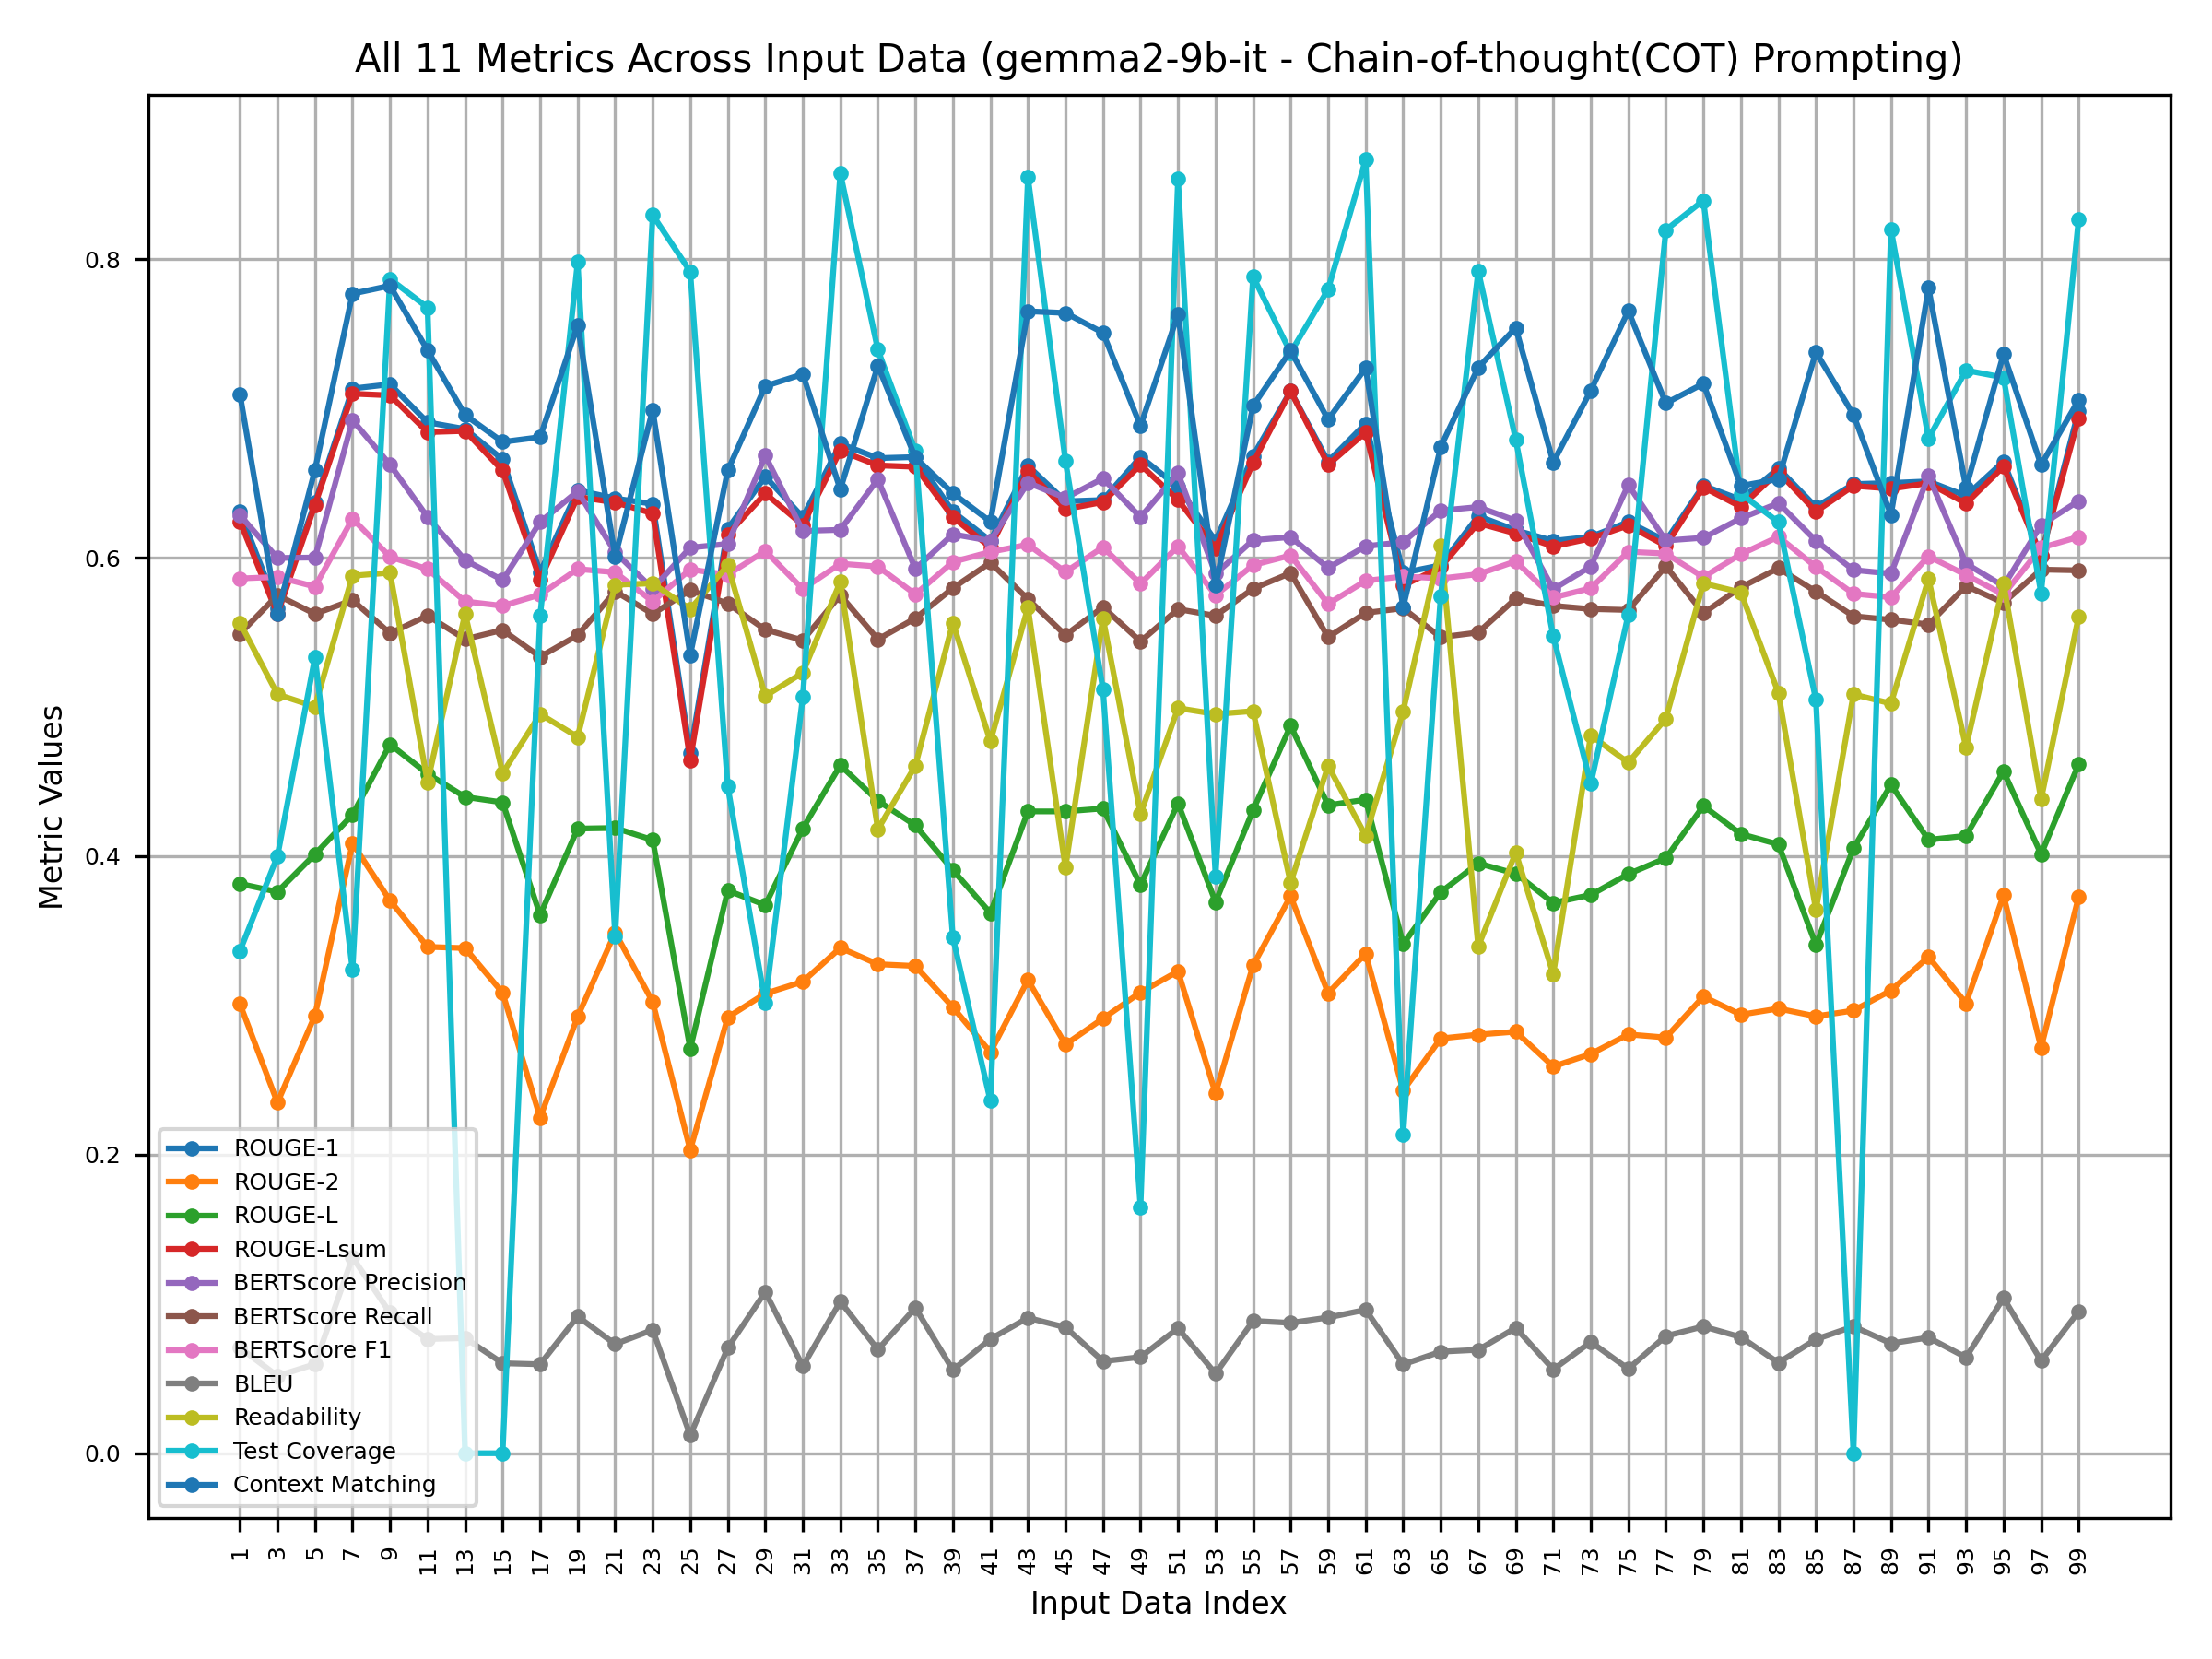 All 11 Metrics Across Input Data (gemma2-9b-it - Chain-of-thought(COT) Prompting)
Metric Values
0.8
0.6
0.4
0.2
0.0
ROUGE-1
ROUGE-2
ROUGE-L
ROUGE-Lsum
BERTScore Precision
BERTScore Recall
BERTScore F1
BLEU
Readability
Test Coverage
Context Matching
1 3 5 7 9 11 13 15 17 19 21 23 25 27 29 31 33 35 37 39 41 43 45 47 49 51 53 55 57 59 61 63 65 67 69 71 73 75 77 79 81 83 85 87 89 91 93 95 97 99
Input Data Index